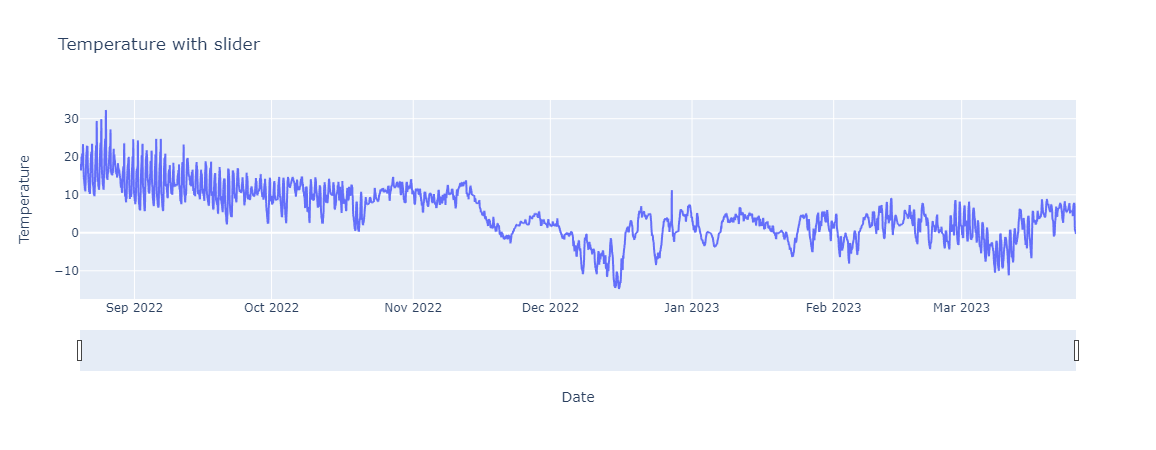 Temperature with slider
Temperature
30
20
10
0
−10
Sep 2022 Oct 2022 Nov 2022 Dec 2022 Jan 2023 Feb 2023 Mar 2023
Date